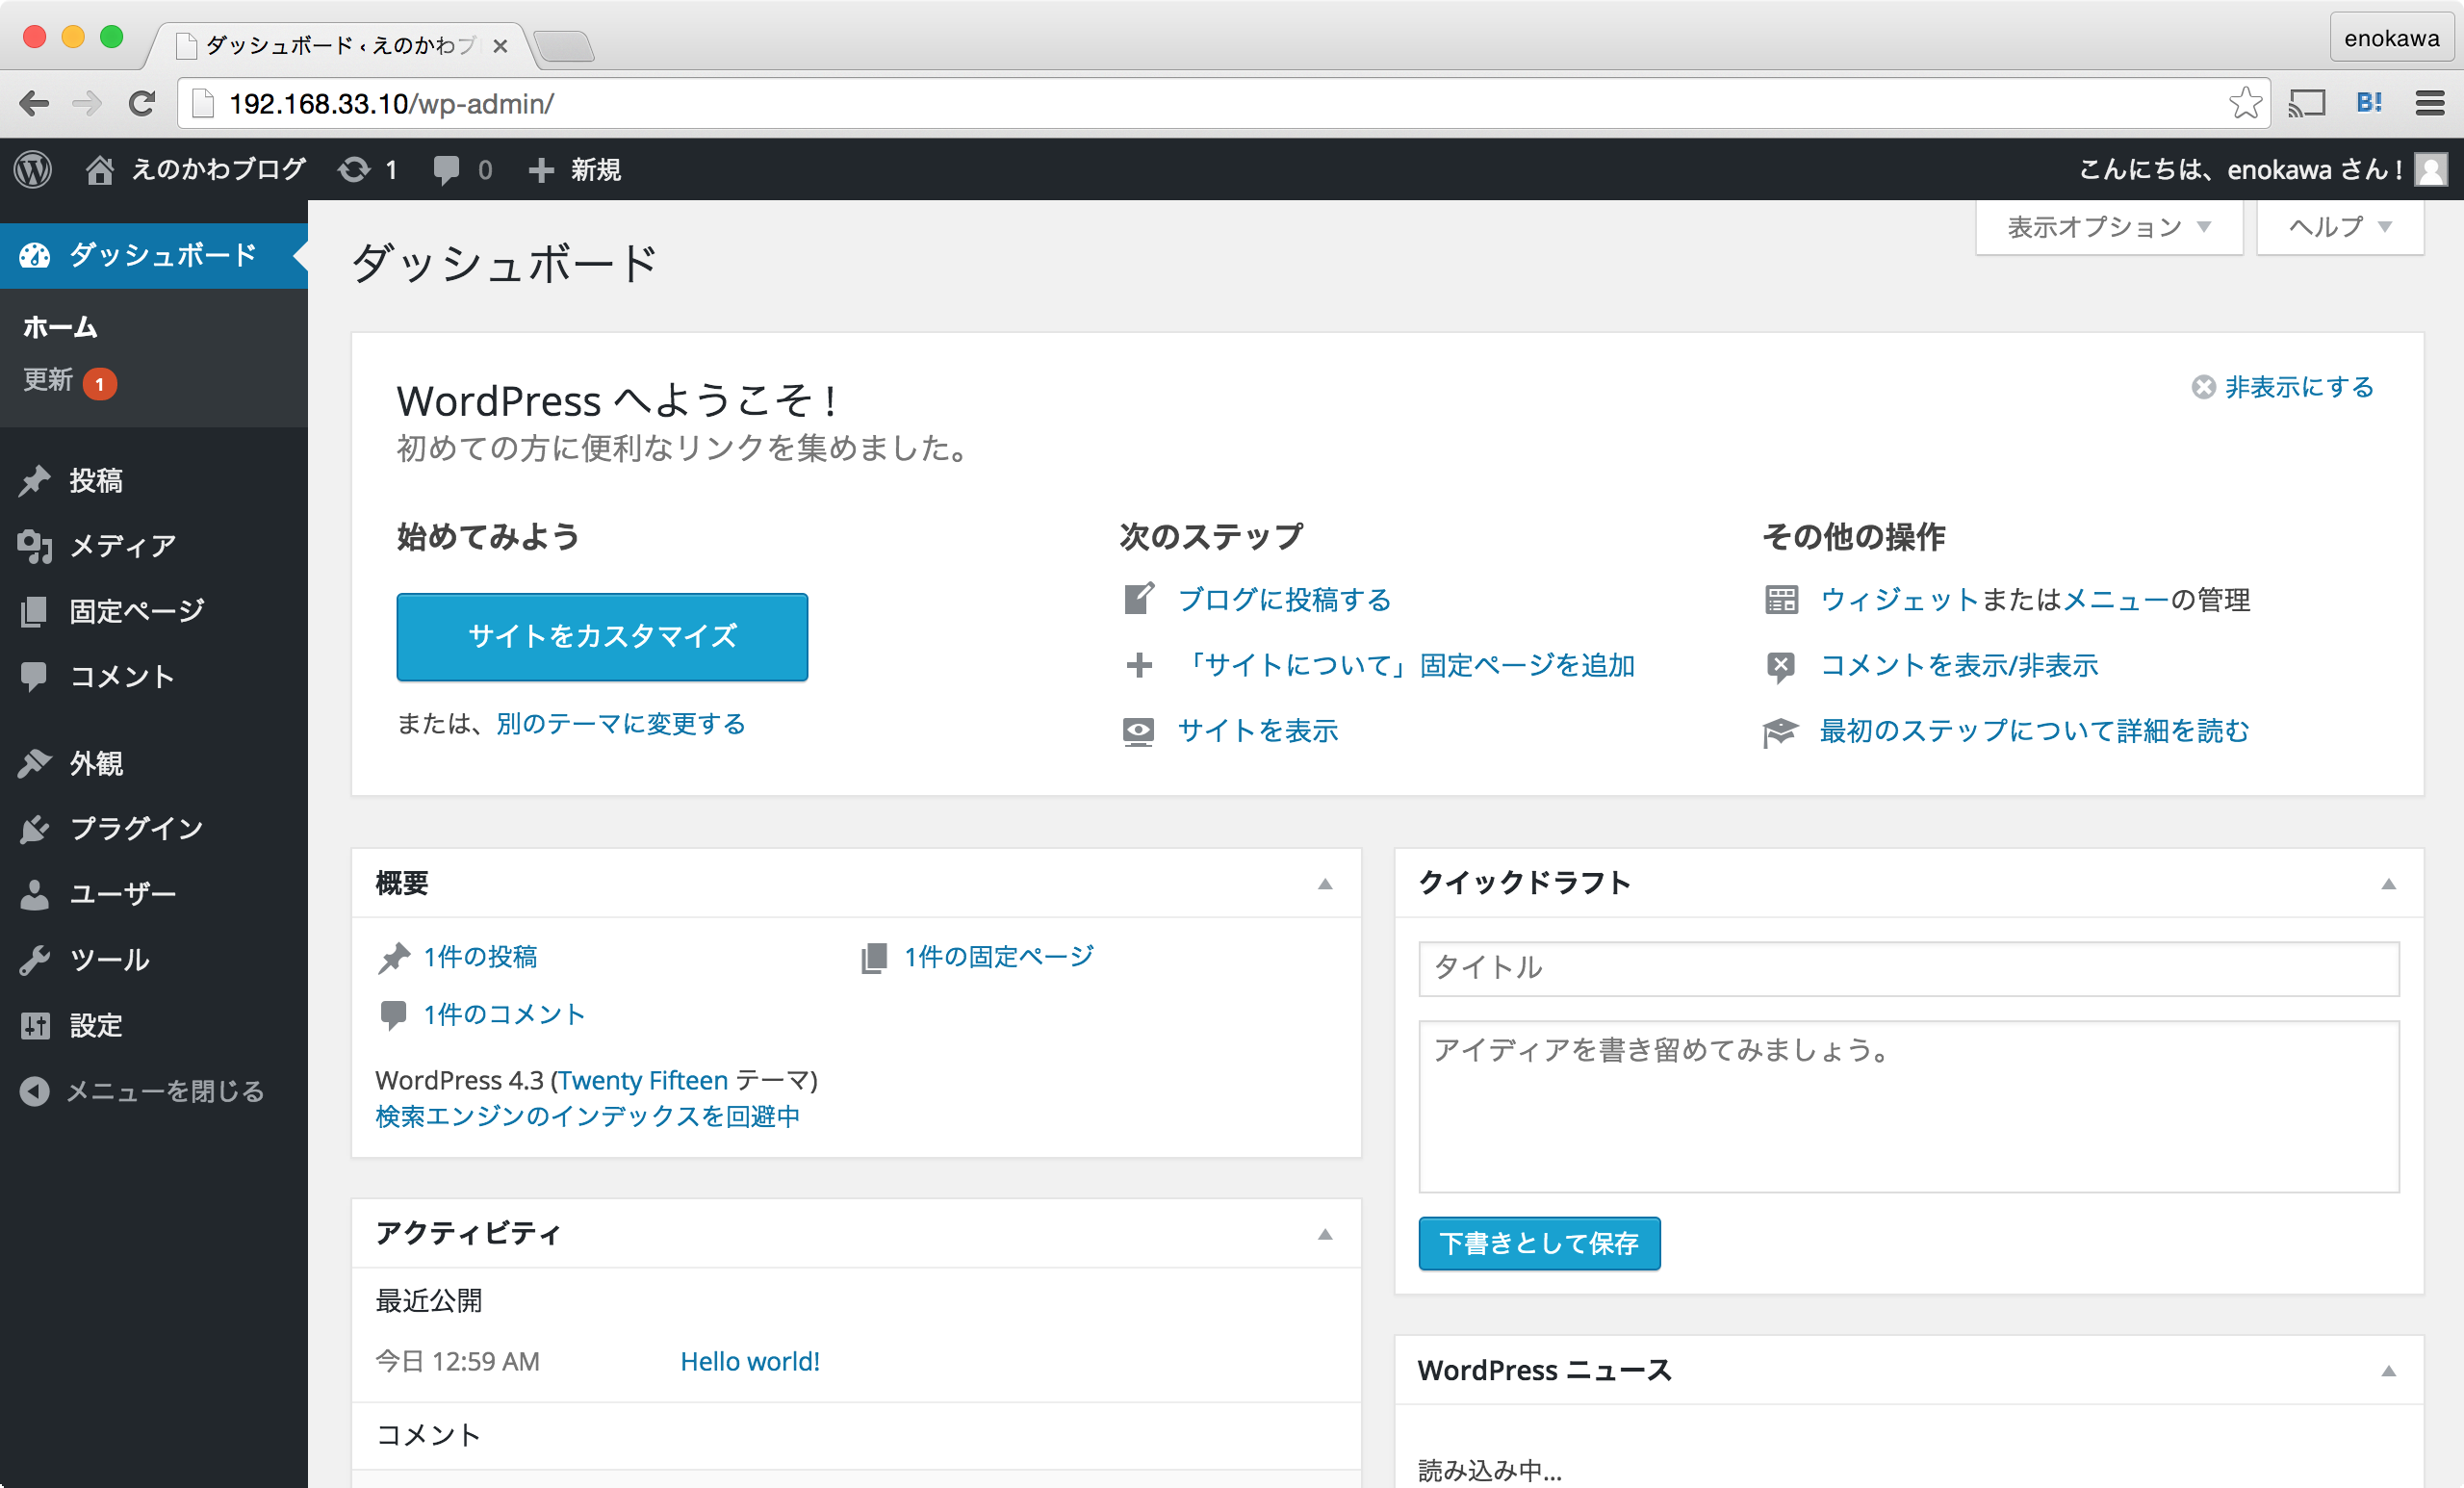 ダッシュボード ‹ えのかわブ
enokawa
192.168.33.10/wp-admin/
B!
えのかわブログ 1 0 新規
こんにちは、enokawa さん !
ダッシュボード
ホーム
更新 1
投稿
メディア
固定ページ
コメント
外観
プラグイン
ユーザー
ツール
設定
メニューを閉じる
表示オプション
ヘルプ
ダッシュボード
WordPress へようこそ !
非表示にする
初めての方に便利なリンクを集めました。
始めてみよう
サイトをカスタマイズ
または、別のテーマに変更する
次のステップ
ブログに投稿する
「サイトについて」固定ページを追加
サイトを表示
その他の操作
ウィジェットまたはメニューの管理
コメントを表示/非表示
最初のステップについて詳細を読む
概要
1件の投稿
1件の固定ページ
1件のコメント
WordPress 4.3 (Twenty Fifteen テーマ)
検索エンジンのインデックスを回避中
アクティビティ
最近公開
今日 12:59 AM Hello world!
コメント
クイックドラフト
タイトル
アイディアを書き留めてみましょう。
下書きとして保存
WordPress ニュース
読み込み中...